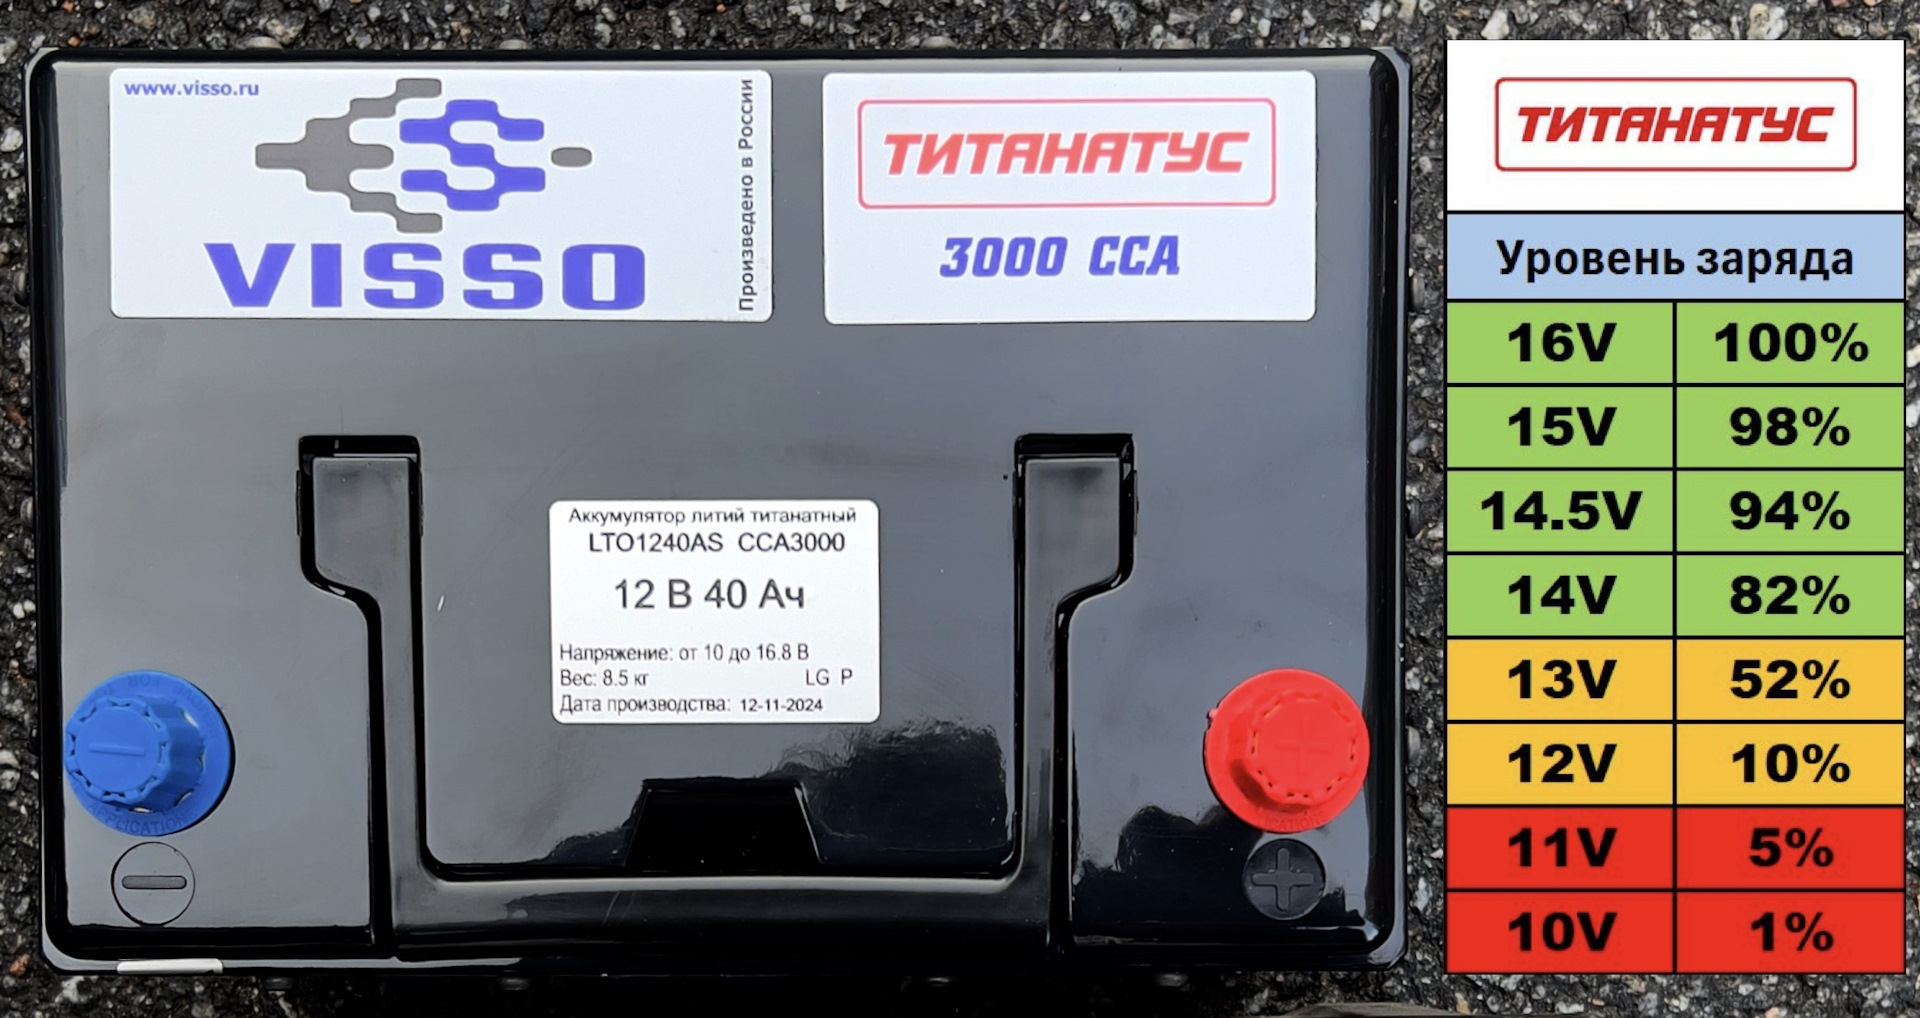 www.visso.ru
VISSO
Произведено в России
ТИТАНАТУС
3000 CCA
Аккумулятор литий титанатный
LTO1240AS CCA3000
12 В 40 Ач
Напряжение: от 10 до 16.8 В
Вес: 8.5 кг LG P
Дата производства: 12-11-2024
APPLICATION
ТИТАНАТУС
Уровень заряда
16V 100%
15V 98%
14.5V 94%
14V 82%
13V 52%
12V 10%
11V 5%
10V 1%